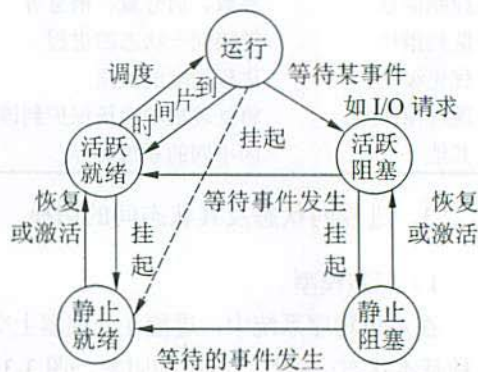 运行
调度
时间片到
等待某事件
如 I/O 请求
挂起
活跃
就绪
活跃
阻塞
恢复
或激活
挂
起
等待事件发生
挂
起
恢复
或激活
静止
就绪
静止
阻塞
等待的事件发生